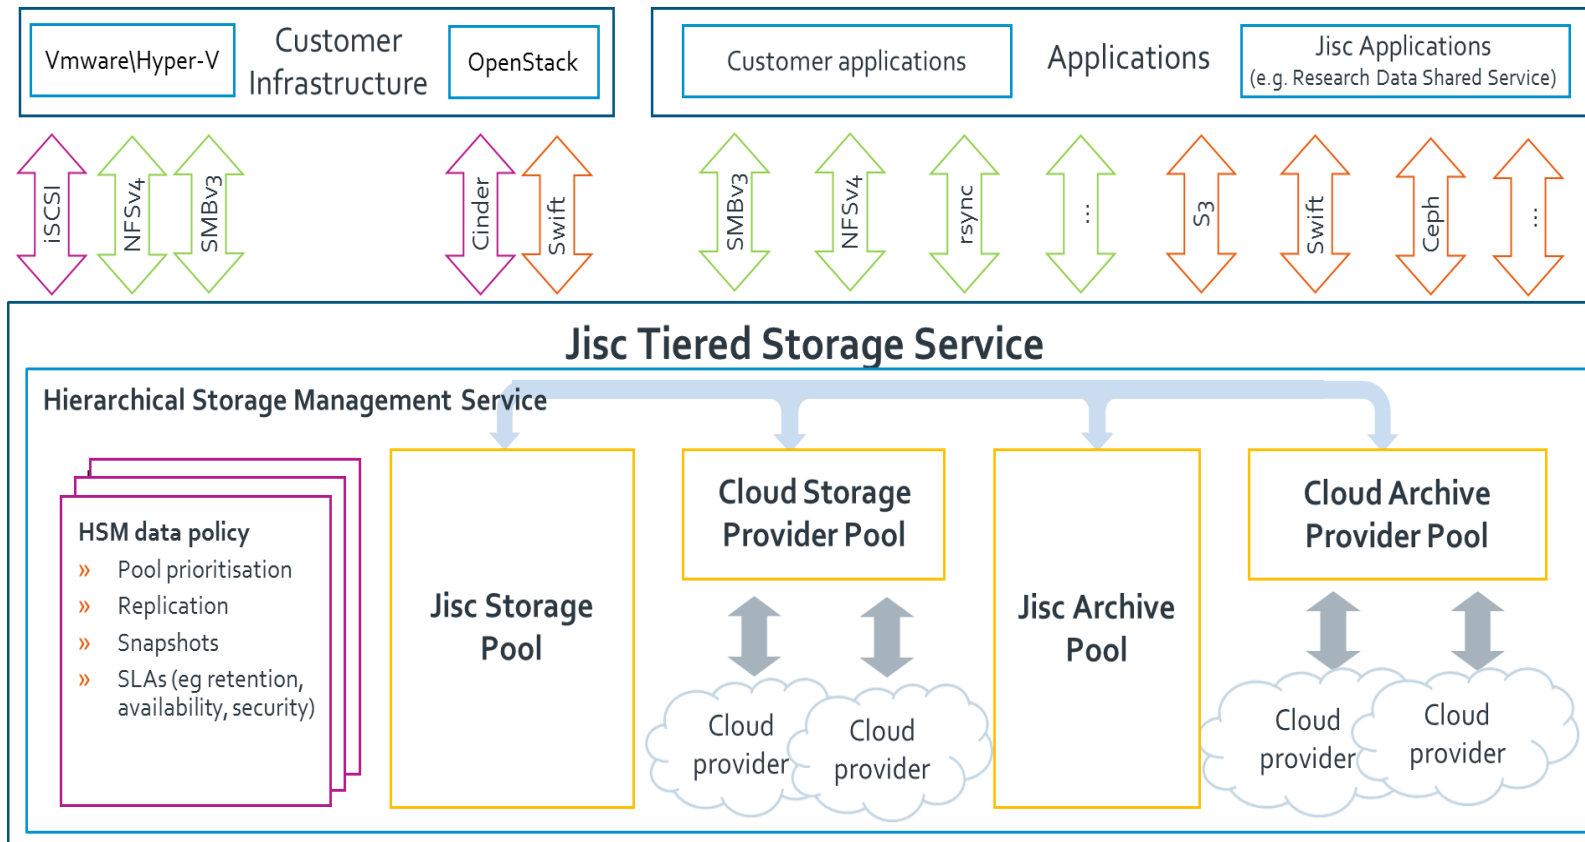 Vmware\Hyper-V
Customer
Infrastructure
OpenStack
Customer applications
Applications
Jisc Applications
(e.g. Research Data Shared Service)
iSCSI
NFSv4
SMBv3
Cinder
Swift
SMBv3
NFSv4
rsync
...
S3
Swift
Ceph
...
Jisc Tiered Storage Service
Hierarchical Storage Management Service
HSM data policy
» Pool prioritisation
» Replication
» Snapshots
» SLAs (eg retention,
availability, security)
Jisc Storage
Pool
Cloud Storage
Provider Pool
Cloud
provider
Cloud
provider
Jisc Archive
Pool
Cloud Archive
Provider Pool
Cloud
provider
Cloud
provider